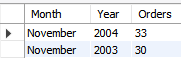 Month Year Orders
November 2004 33
November 2003 30